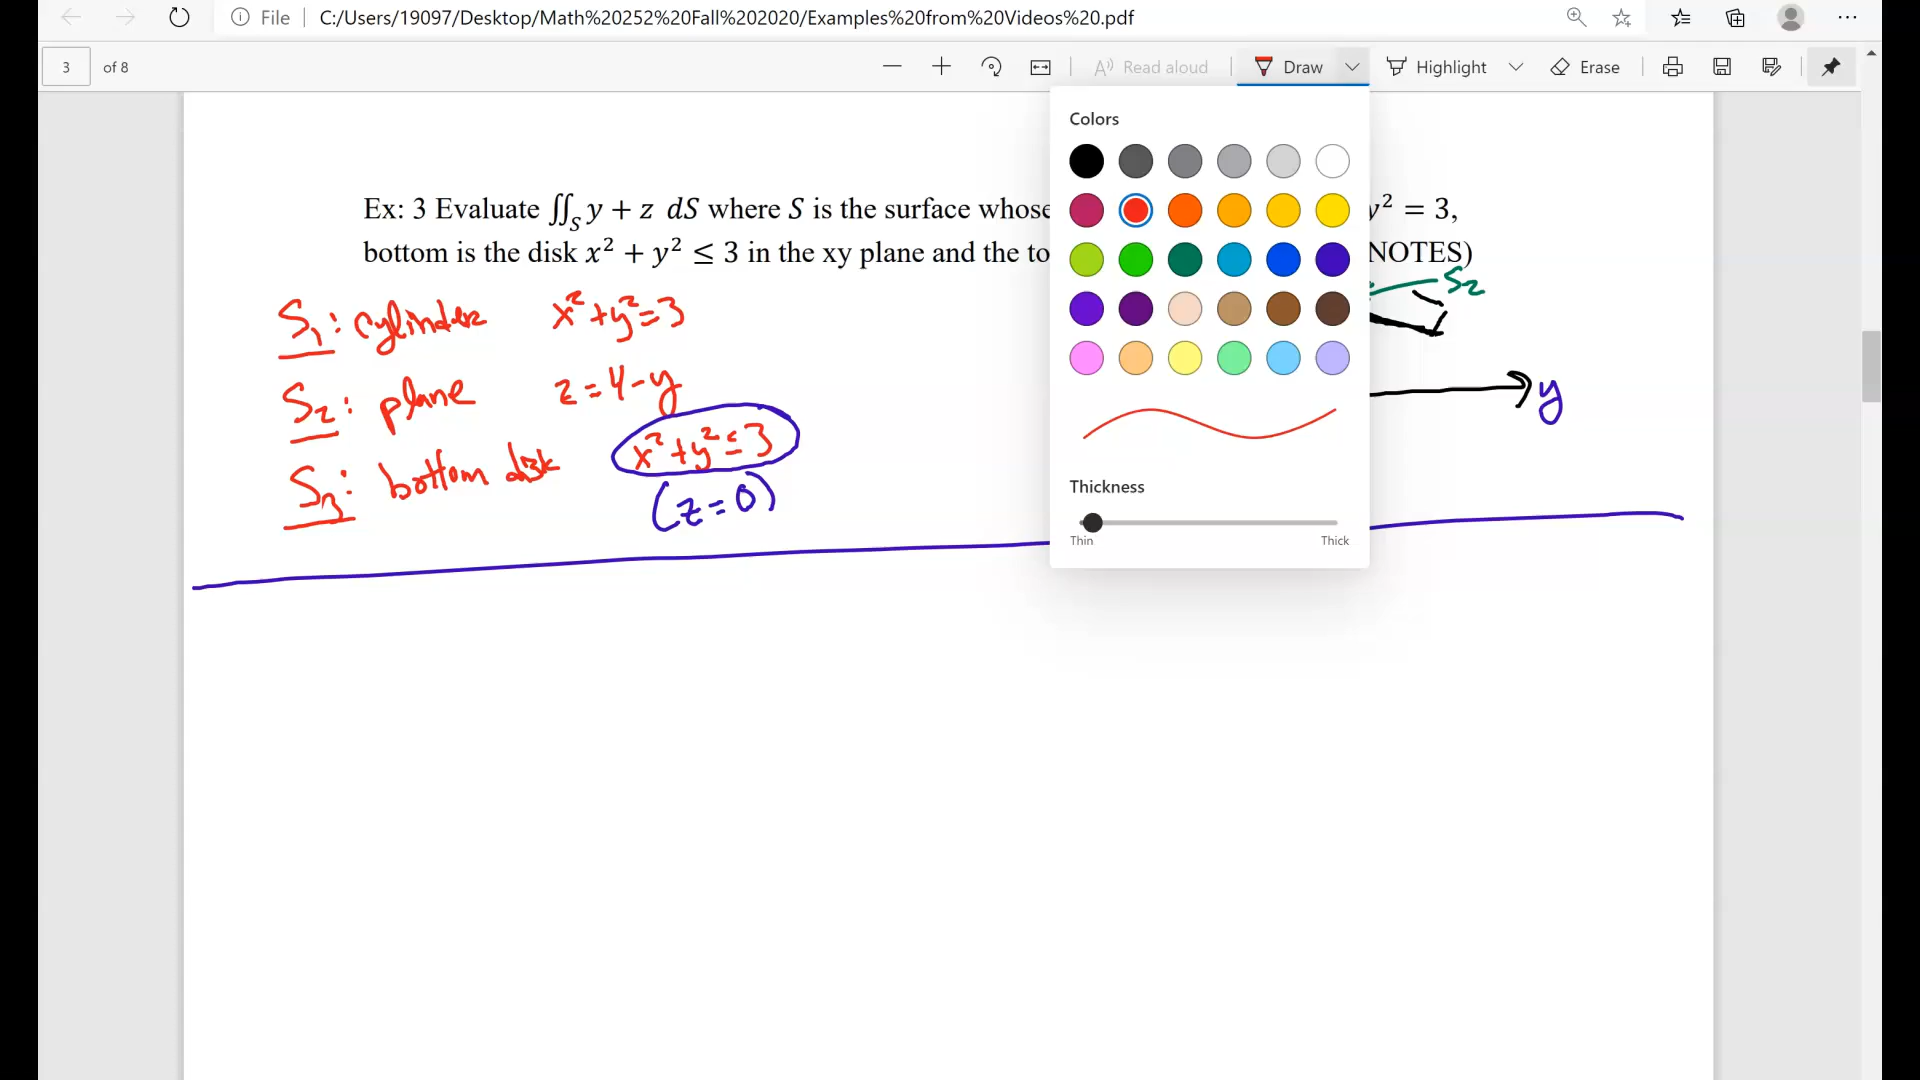 File C:/Users/19097/Desktop/Math%20252%20Fall%202020/Examples%20from%20Videos%20.pdf
3 of 8 Read aloud Draw Highlight Erase
Colors
Ex: 3 Evaluate ∬_S y + z dS where S is the surface whose y² = 3,
bottom is the disk x² + y² ≤ 3 in the xy plane and the to NOTES)
S₂
S₁: cylinder x²+y²=3
S₂: plane z=4-y
y
S₃: bottom disk x²+y²≤3
(z=0)
Thickness
Thin Thick